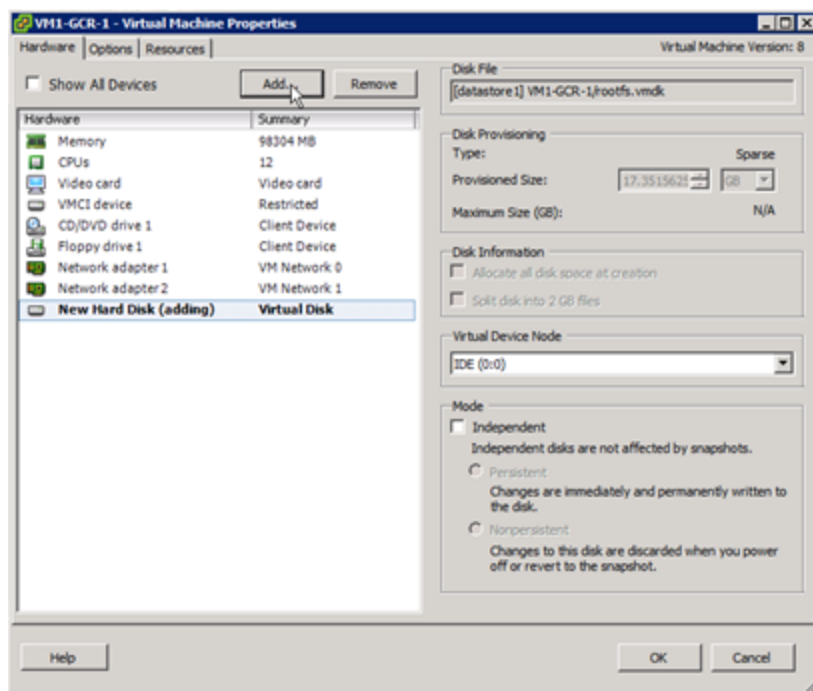 VM1-GCR-1 - Virtual Machine Properties
Hardware Options Resources Virtual Machine Version: 8
Show All Devices Add... Remove
Hardware Summary
Memory 98304 MB
CPUs 12
Video card Video card
VMCI device Restricted
CD/DVD drive 1 Client Device
Floppy drive 1 Client Device
Network adapter 1 VM Network 0
Network adapter 2 VM Network 1
New Hard Disk (adding) Virtual Disk
Disk File
[datastore1] VM1-GCR-1/rootfs.vmdk
Disk Provisioning
Type: Sparse
Provisioned Size: 17.3515625 GB
Maximum Size (GB): N/A
Disk Information
Allocate all disk space at creation
Split disk into 2 GB files
Virtual Device Node
IDE (0:0)
Mode
Independent
Independent disks are not affected by snapshots.
Persistent
Changes are immediately and permanently written to
the disk.
Nonpersistent
Changes to this disk are discarded when you power
off or revert to the snapshot.
Help OK Cancel